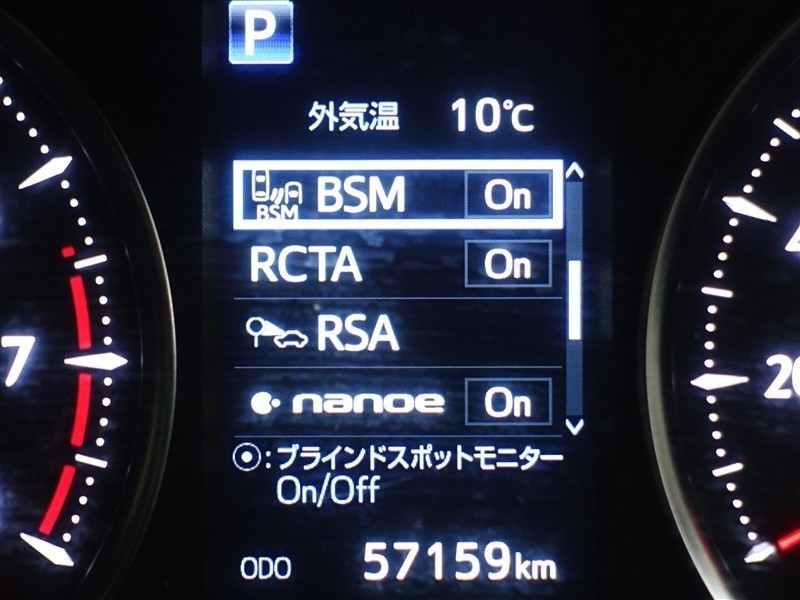 P
外気温 10℃
BSM BSM On
RCTA On
RSA
nanoe On
:ブラインドスポットモニター
On/Off
ODO 57159km
7
20